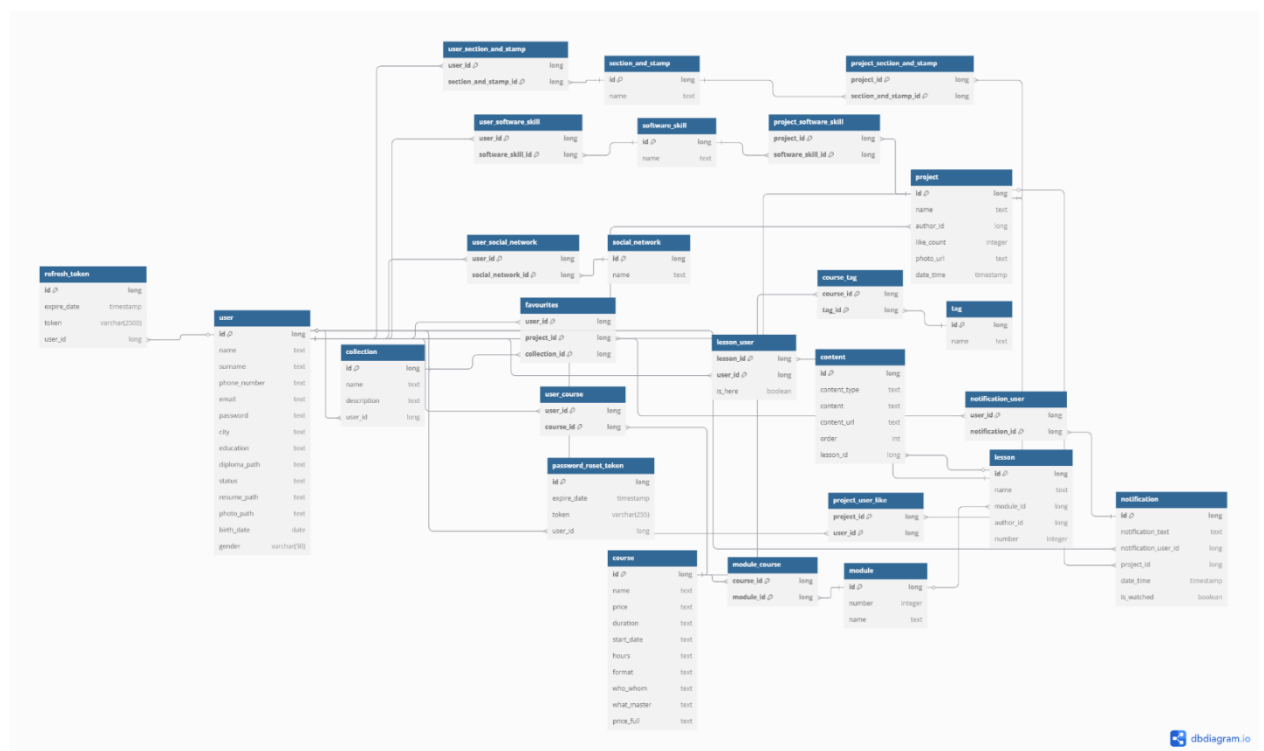 user_section_and_stamp
user_id long
section_and_stamp_id long
section_and_stamp
id long
name text
project_section_and_stamp
project_id long
section_and_stamp_id long
user_software_skill
user_id long
software_skill_id long
software_skill
id long
name text
project_software_skill
project_id long
software_skill_id long
project
id long
name text
author_id long
like_count integer
photo_url text
date_time timestamp
user_social_network
user_id long
social_network_id long
social_network
id long
name text
refresh_token
id long
expire_date timestamp
token varchar(2500)
user_id long
course_tag
course_id long
tag_id long
tag
id long
name text
user
id long
name text
surname text
phone_number text
email text
password text
city text
education text
diploma_path text
status text
resume_path text
photo_path text
birth_date date
gender varchar(30)
favourites
user_id long
project_id long
collection_id long
collection
id long
name text
description text
user_id long
lesson_user
lesson_id long
user_id long
is_here boolean
content
id long
content_type text
content text
content_url text
order int
lesson_id long
user_course
user_id long
course_id long
notification_user
user_id long
notification_id long
password_reset_token
id long
expire_date timestamp
token varchar(255)
user_id long
lesson
id long
name text
module_id long
author_id long
number integer
project_user_like
project_id long
user_id long
notification
id long
notification_text text
notification_user_id long
project_id long
date_time timestamp
is_watched boolean
course
id long
name text
price text
duration text
start_date text
hours text
format text
who_whom text
what_master text
price_full text
module_course
course_id long
module_id long
module
id long
number integer
name text
dbdiagram.io